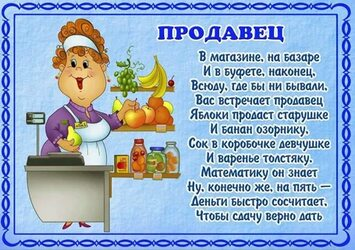 ПРОДАВЕЦ
В магазине, на базаре
И в буфете, наконец,
Всюду, где бы ни бывали,
Вас встречает продавец
Яблоки продаст старушке
И банан озорнику.
Сок в коробочке девчушке
И варенье толстяку.
Математику он знает
Ну, конечно же, на пять —
Деньги быстро сосчитает,
Чтобы сдачу верно дать